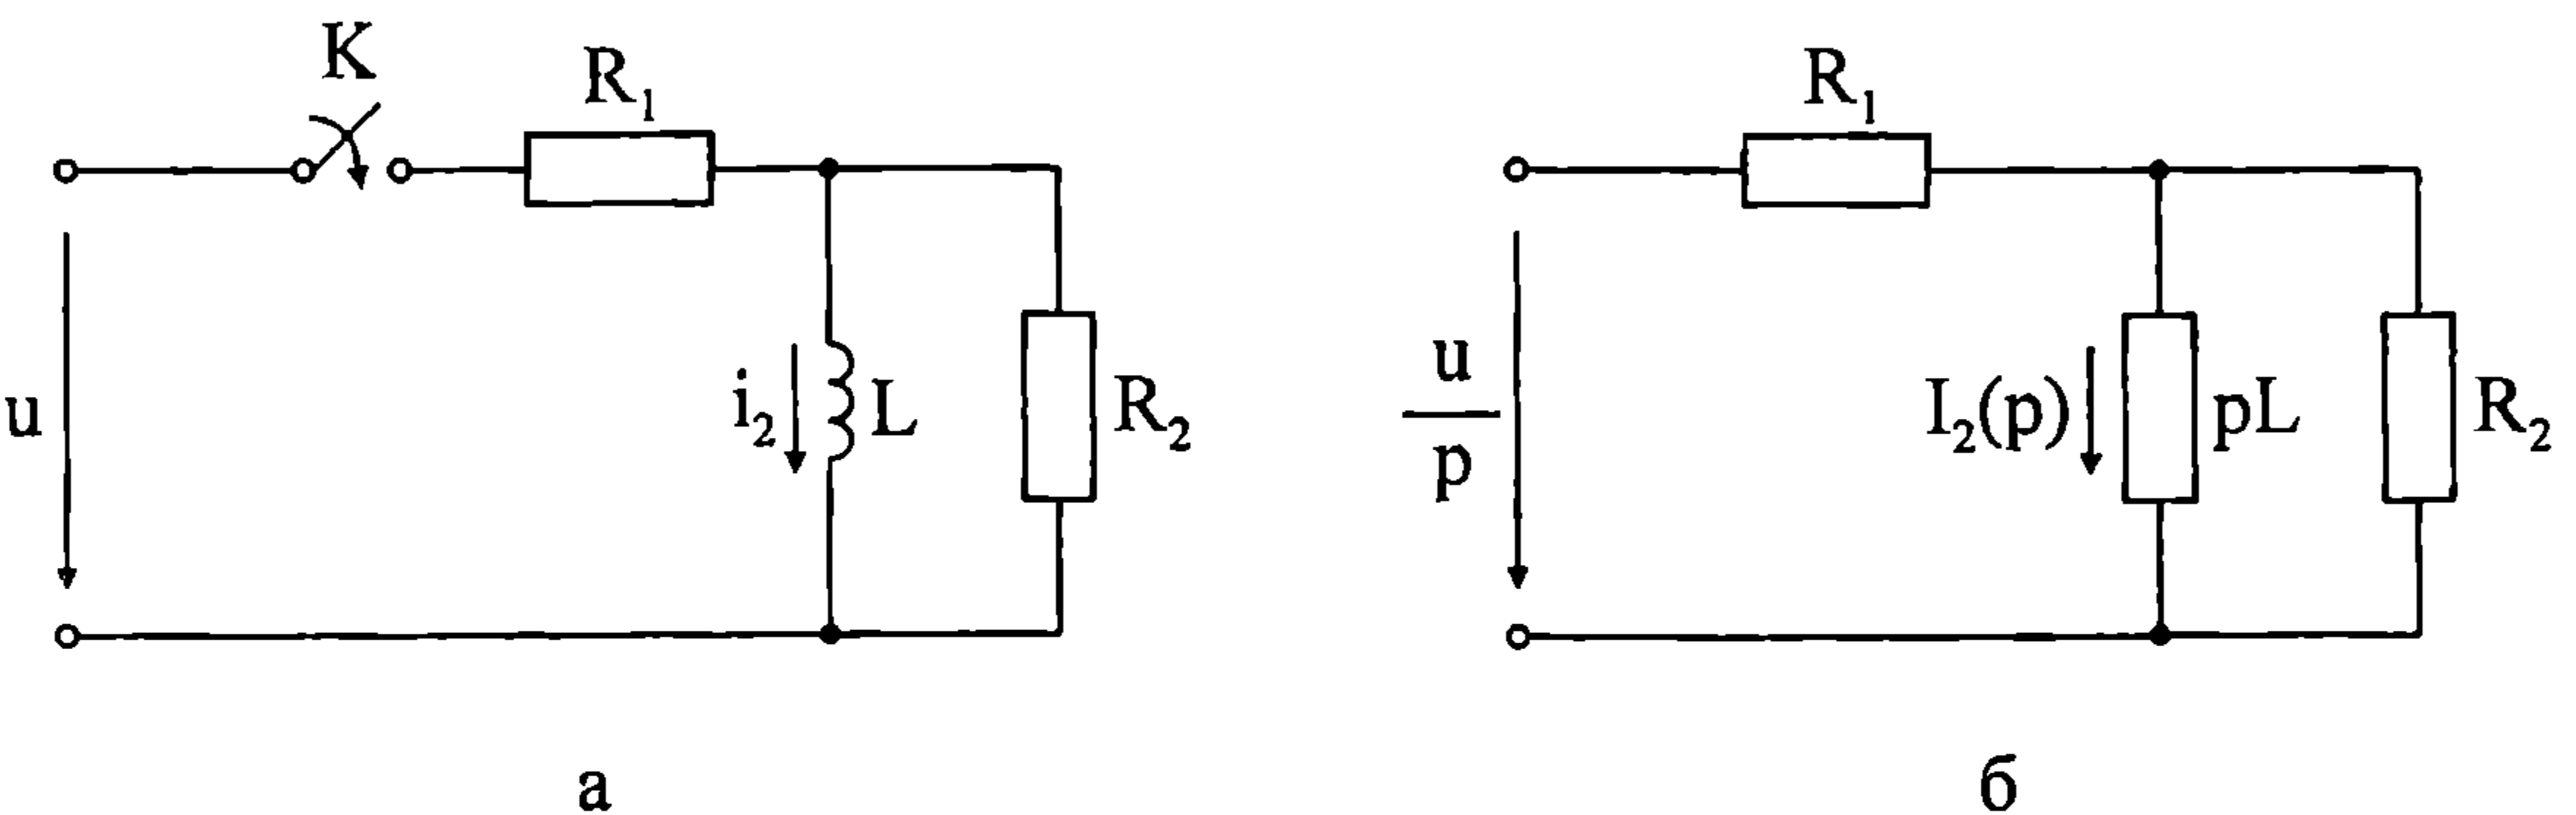 K
R₁
u
i₂
L
R₂
а
R₁
u
p
I₂(p)
pL
R₂
б